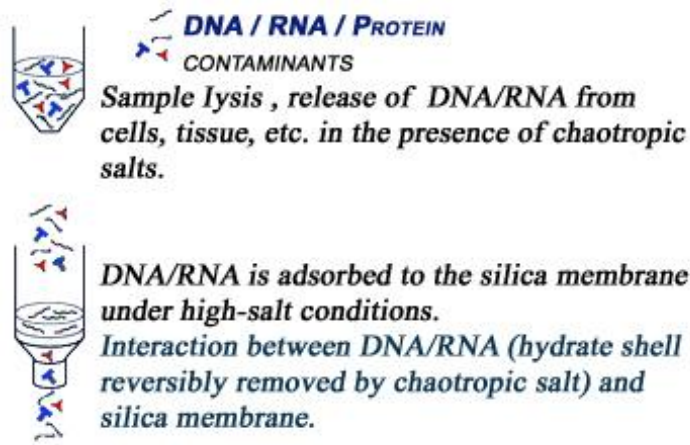 DNA / RNA / PROTEIN
CONTAMINANTS
Sample Iysis , release of DNA/RNA from
cells, tissue, etc. in the presence of chaotropic
salts.
DNA/RNA is adsorbed to the silica membrane
under high-salt conditions.
Interaction between DNA/RNA (hydrate shell
reversibly removed by chaotropic salt) and
silica membrane.